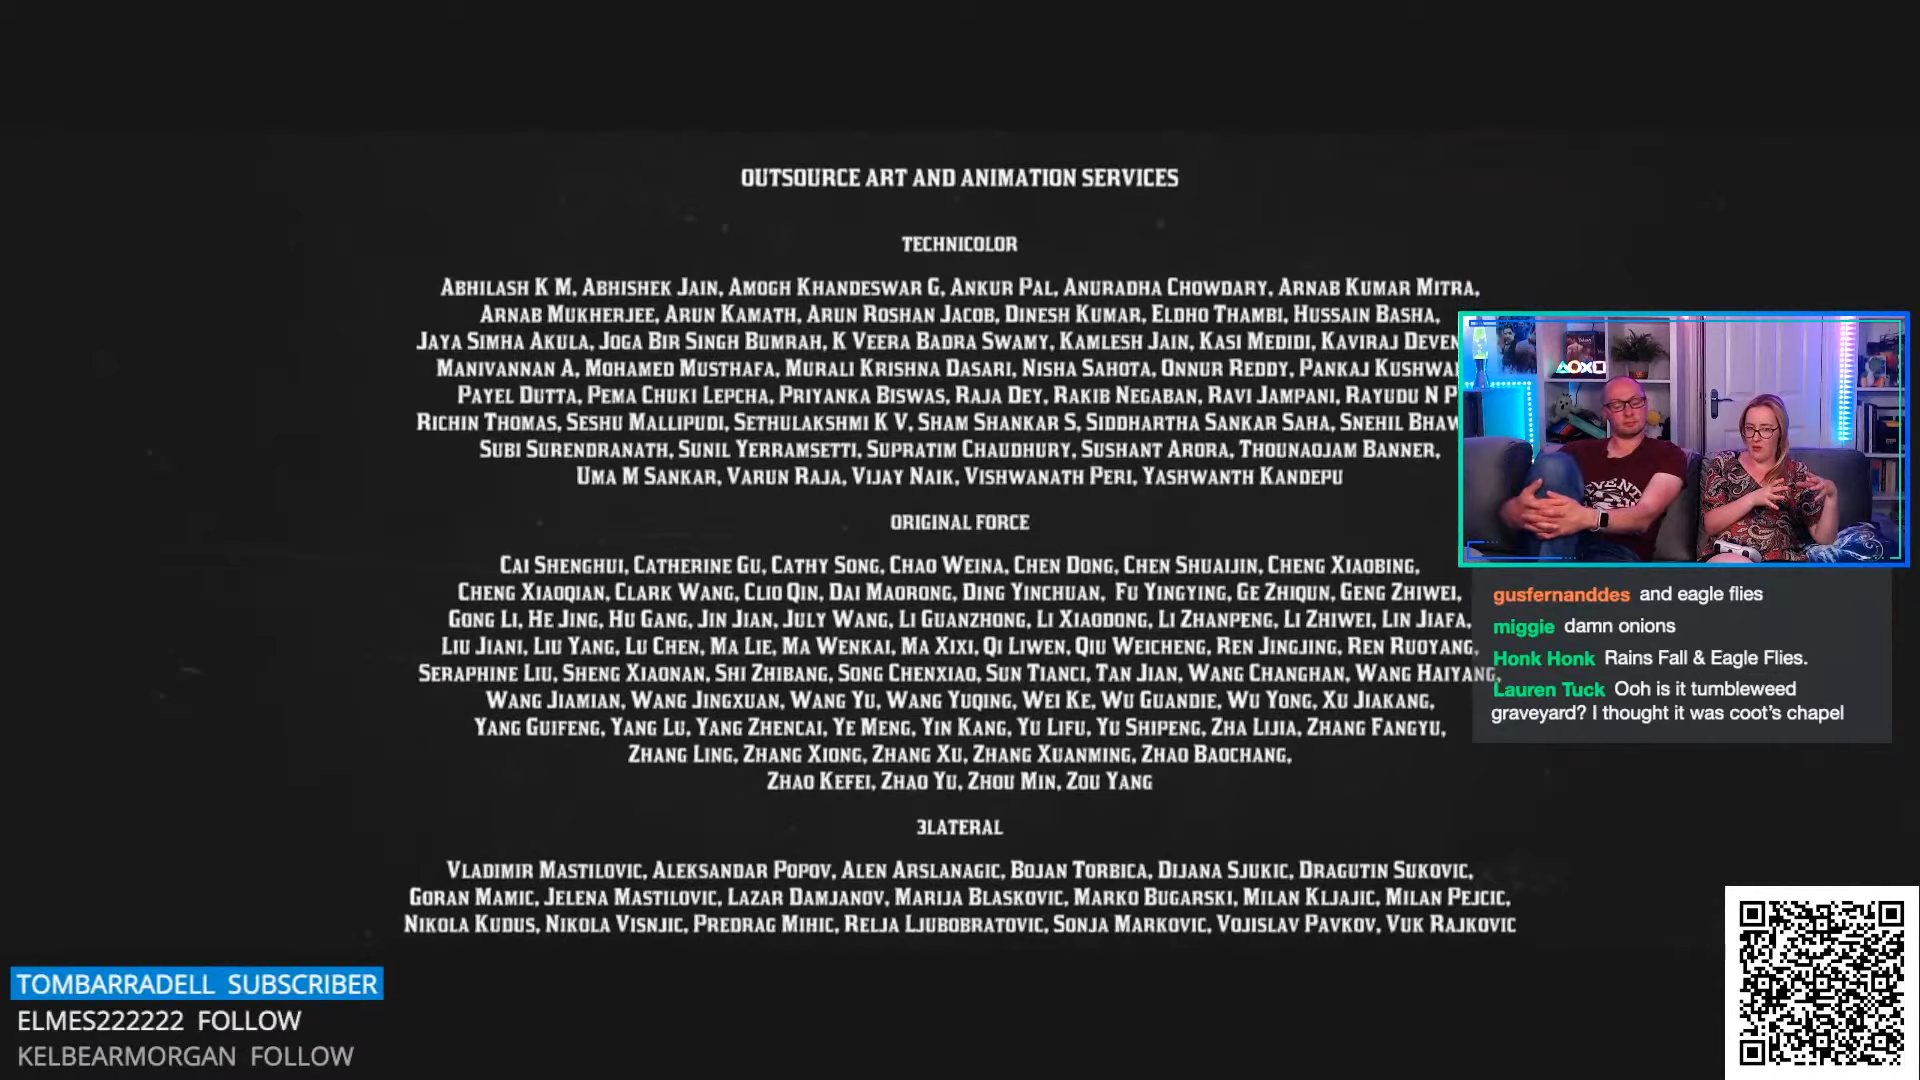 OUTSOURCE ART AND ANIMATION SERVICES
TECHNICOLOR
ABHILASH K M, ABHISHEK JAIN, AMOGH KHANDESWAR G, ANKUR PAL, ANURADHA CHOWDARY, ARNAB KUMAR MITRA,
ARNAB MUKHERJEE, ARUN KAMATH, ARUN ROSHAN JACOB, DINESH KUMAR, ELDHO THAMBI, HUSSAIN BASHA,
JAYA SIMHA AKULA, JOGA BIR SINGH BUMRAH, K VEERA BADRA SWAMY, KAMLESH JAIN, KASI MEDIDI, KAVIRAJ
MANIVANNAN A, MOHAMED MUSTHAFA, MURALI KRISHNA DASARI, NISHA SAHOTA, ONNUR REDDY, PANKAJ
PAYEL DUTTA, PEMA CHUKI LEPCHA, PRIYANKA BISWAS, RAJA DEY, RAKIB NEGABAN, RAVI JAMPANI, RAYUDU N
RICHIN THOMAS, SESHU MALLIPUDI, SETHULAKSHMI K V, SHAM SHANKAR S, SIDDHARTHA SANKAR SAHA, SNEHIL
SUBI SURENDRANATH, SUNIL YERRAMSETTI, SUPRATIM CHAUDHURY, SUSHANT ARORA, THOUNAOJAM BANNER,
UMA M SANKAR, VARUN RAJA, VIJAY NAIK, VISHWANATH PERI, YASHWANTH KANDEPU
ORIGINAL FORCE
CAI SHENGHUI, CATHERINE GU, CATHY SONG, CHAO WEINA, CHEN DONG, CHEN SHUAIJIN, CHENG XIAOBING,
CHENG XIAOQIAN, CLARK WANG, CLIO QIN, DAI MAORONG, DING YINCHUAN, FU YINGYING, GE ZHIQUN, GENG ZHIWEI,
GONG LI, HE JING, HU GANG, JIN JIAN, JULY WANG, LI GUANZHONG, LI XIAODONG, LI ZHANPENG, LI ZHIWEI, LIN JIAFA,
LIU JIANI, LIU YANG, LU CHEN, MA LIE, MA WENKAI, MA XIXI, QI LIWEN, QIU WEICHENG, REN JINGJING, REN RUOYANG,
SERAPHINE LIU, SHENG XIAONAN, SHI ZHIBANG, SONG CHENXIAO, SUN TIANCI, TAN JIAN, WANG CHANGHAN, WANG HAIYANG,
WANG JIAMIAN, WANG JINGXUAN, WANG YU, WANG YUQING, WEI KE, WU GUANDIE, WU YONG, XU JIAKANG,
YANG GUIFENG, YANG LU, YANG ZHENCAI, YE MENG, YIN KANG, YU LIFU, YU SHIPENG, ZHA LIJIA, ZHANG FANGYU,
ZHANG LING, ZHANG XIONG, ZHANG XU, ZHANG XUANMING, ZHAO BAOCHANG,
ZHAO KEFEI, ZHAO YU, ZHOU MIN, ZOU YANG
3LATERAL
VLADIMIR MASTILOVIC, ALEKSANDAR POPOV, ALEN ARSLANAGIC, BOJAN TORBICA, DIJANA SJUKIC, DRAGUTIN SUKOVIC,
GORAN MAMIC, JELENA MASTILOVIC, LAZAR DAMJANOV, MARIJA BLASKOVIC, MARKO BUGARSKI, MILAN KLJAJIC, MILAN PEJCIC,
NIKOLA KUDUS, NIKOLA VISNJIC, PREDRAG MIHIC, RELJA LJUBOBRATOVIC, SONJA MARKOVIC, VOJISLAV PAVKOV, VUK RAJKOVIC
gusfernanddes and eagle flies
miggie damn onions
Honk Honk Rains Fall & Eagle Flies.
Lauren Tuck Ooh is it tumbleweed
graveyard? I thought it was coot's chapel
TOMBARRADELL SUBSCRIBER
ELMES222222 FOLLOW
KELBEARMORGAN FOLLOW